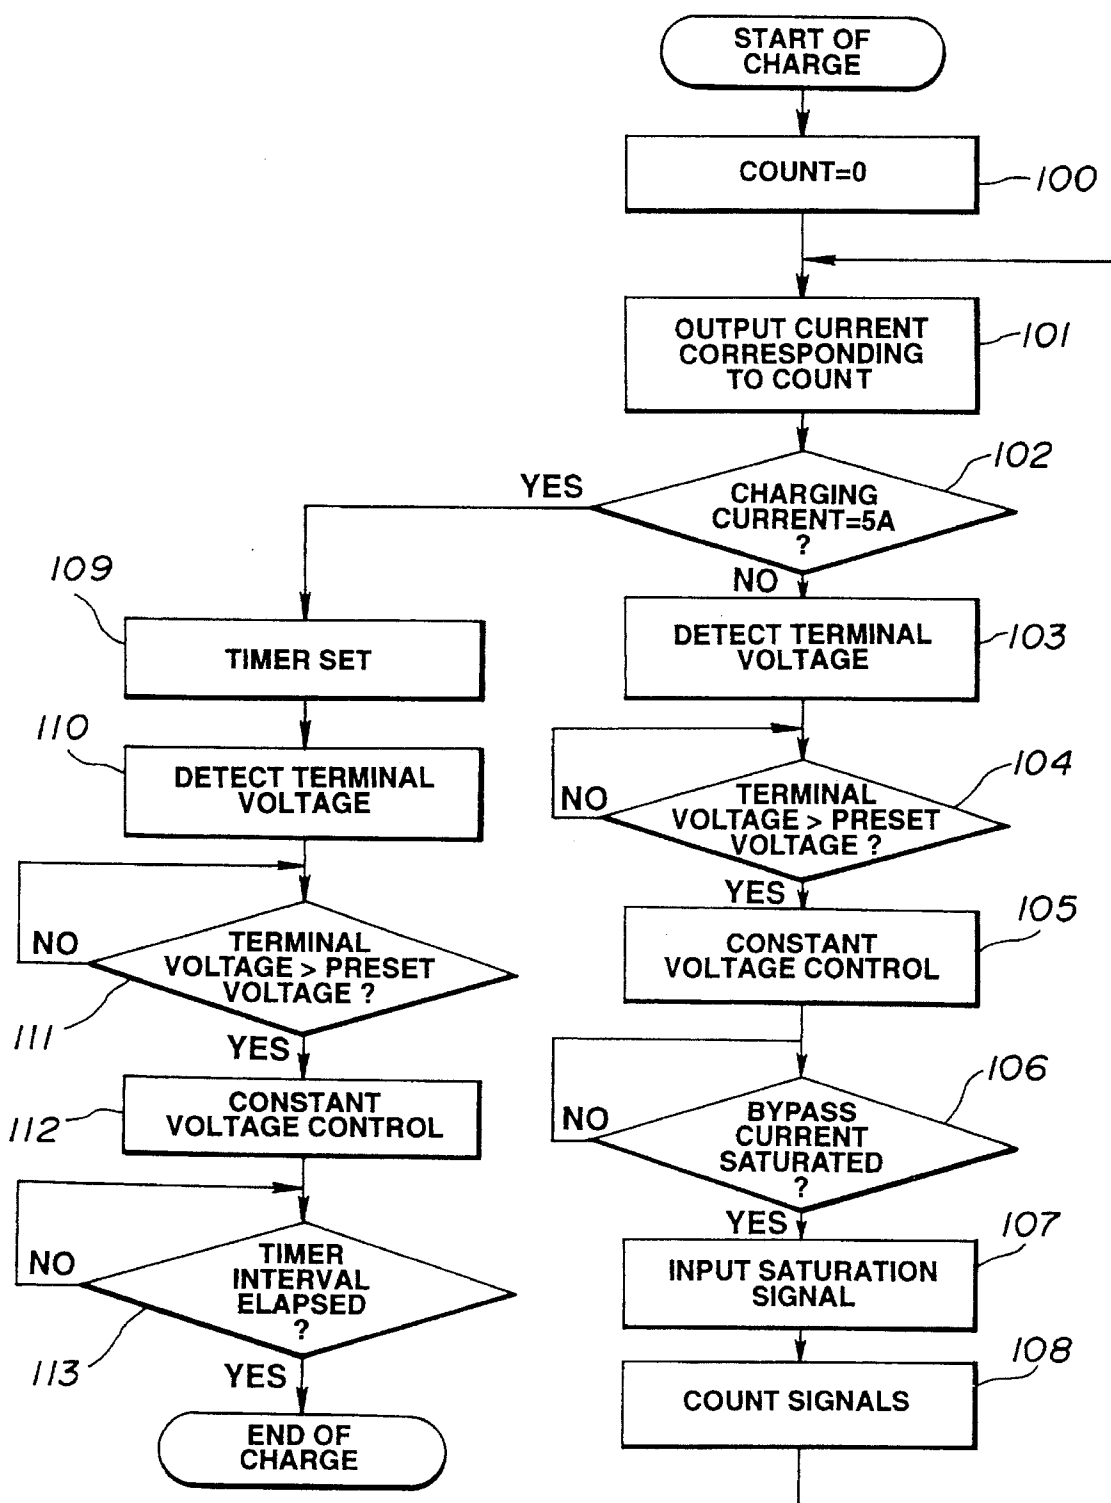 START OF
CHARGE
COUNT=0
100
OUTPUT CURRENT
CORRESPONDING
TO COUNT
101
102
YES
CHARGING
CURRENT=5A
?
NO
109
TIMER SET
DETECT TERMINAL
VOLTAGE
103
110
DETECT TERMINAL
VOLTAGE
104
NO
TERMINAL
VOLTAGE > PRESET
VOLTAGE ?
YES
105
CONSTANT
VOLTAGE CONTROL
NO
TERMINAL
VOLTAGE > PRESET
VOLTAGE ?
111
YES
106
NO
BYPASS
CURRENT
SATURATED
?
YES
CONSTANT
VOLTAGE CONTROL
112
107
INPUT SATURATION
SIGNAL
NO
TIMER
INTERVAL
ELAPSED
?
113
YES
108
COUNT SIGNALS
END OF
CHARGE